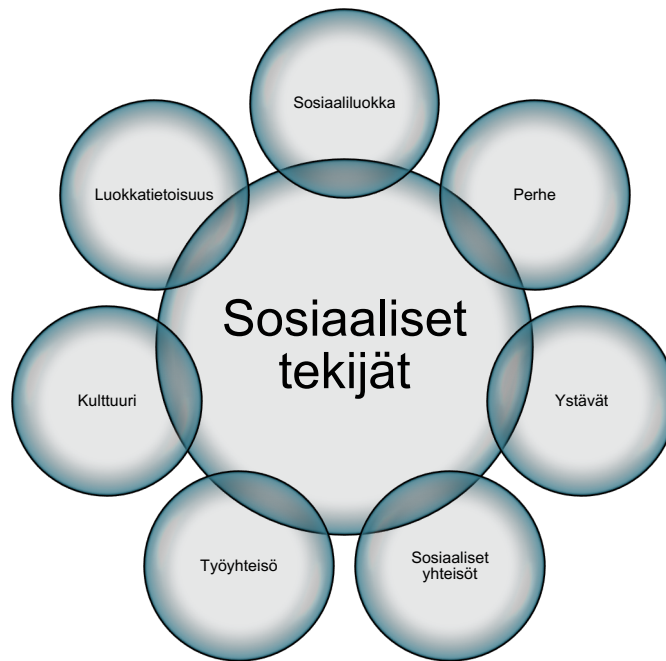 Sosiaaliluokka
Luokkatietoisuus
Perhe
Sosiaaliset
tekijät
Kulttuuri
Ystävät
Työyhteisö
Sosiaaliset
yhteisöt